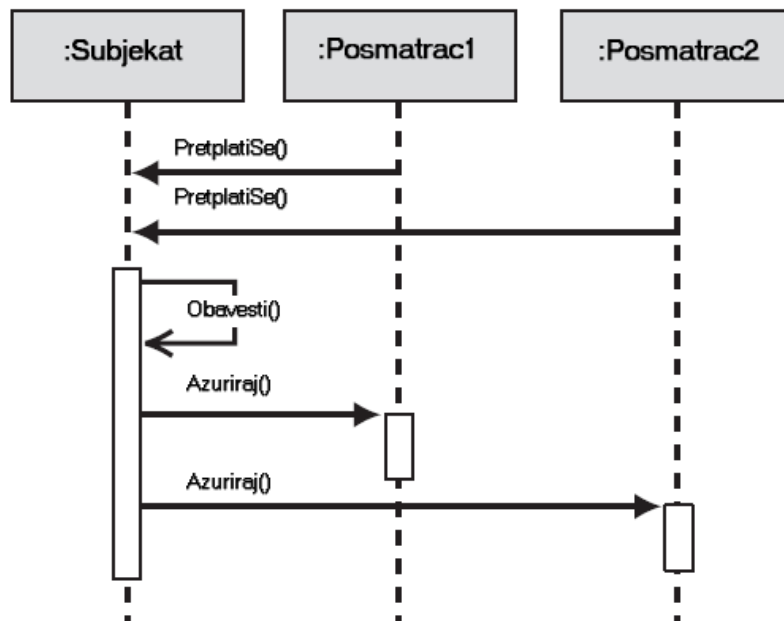 :Subjekat
:Posmatrac1
:Posmatrac2
PretplatiSe()
PretplatiSe()
Obavesti()
Azuriraj()
Azuriraj()